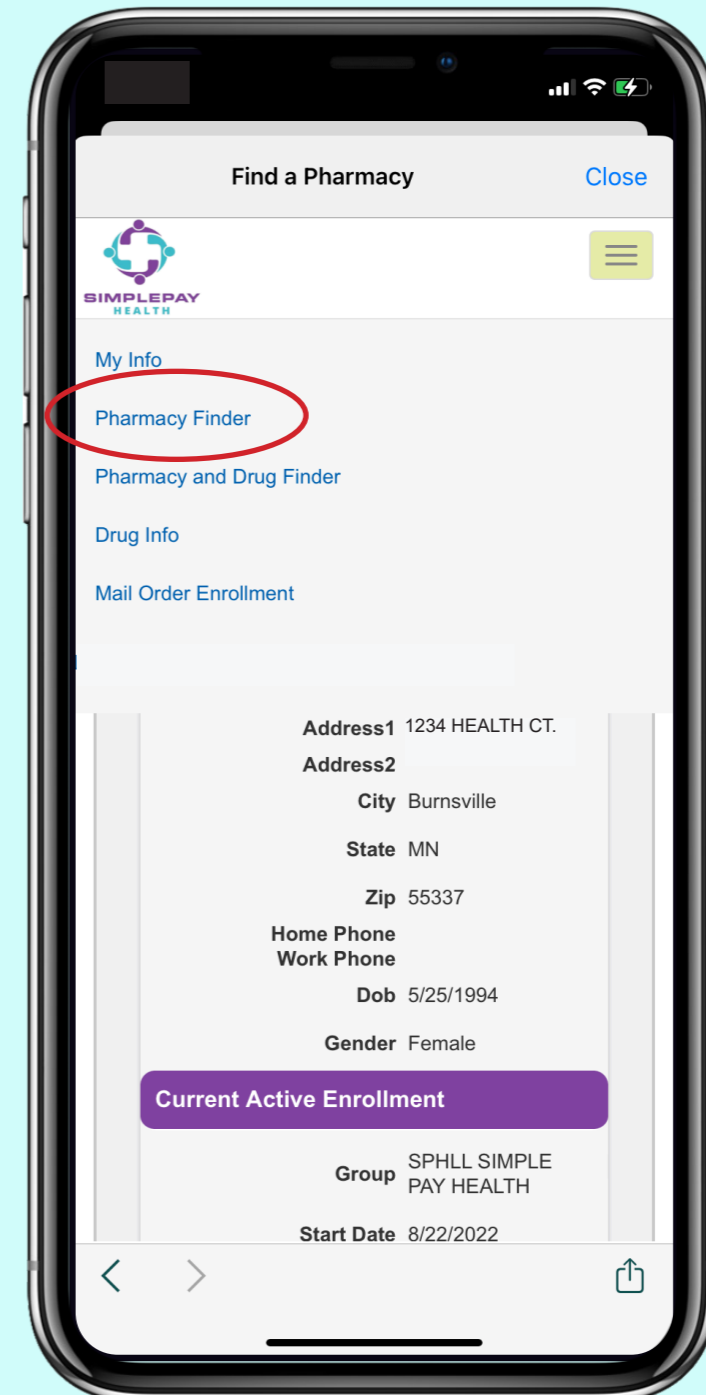 Find a Pharmacy Close
SIMPLEPAY
HEALTH
My Info
Pharmacy Finder
Pharmacy and Drug Finder
Drug Info
Mail Order Enrollment
Address1 1234 HEALTH CT.
Address2
City Burnsville
State MN
Zip 55337
Home Phone
Work Phone
Dob 5/25/1994
Gender Female
Current Active Enrollment
Group SPHLL SIMPLE
PAY HEALTH
Start Date 8/22/2022